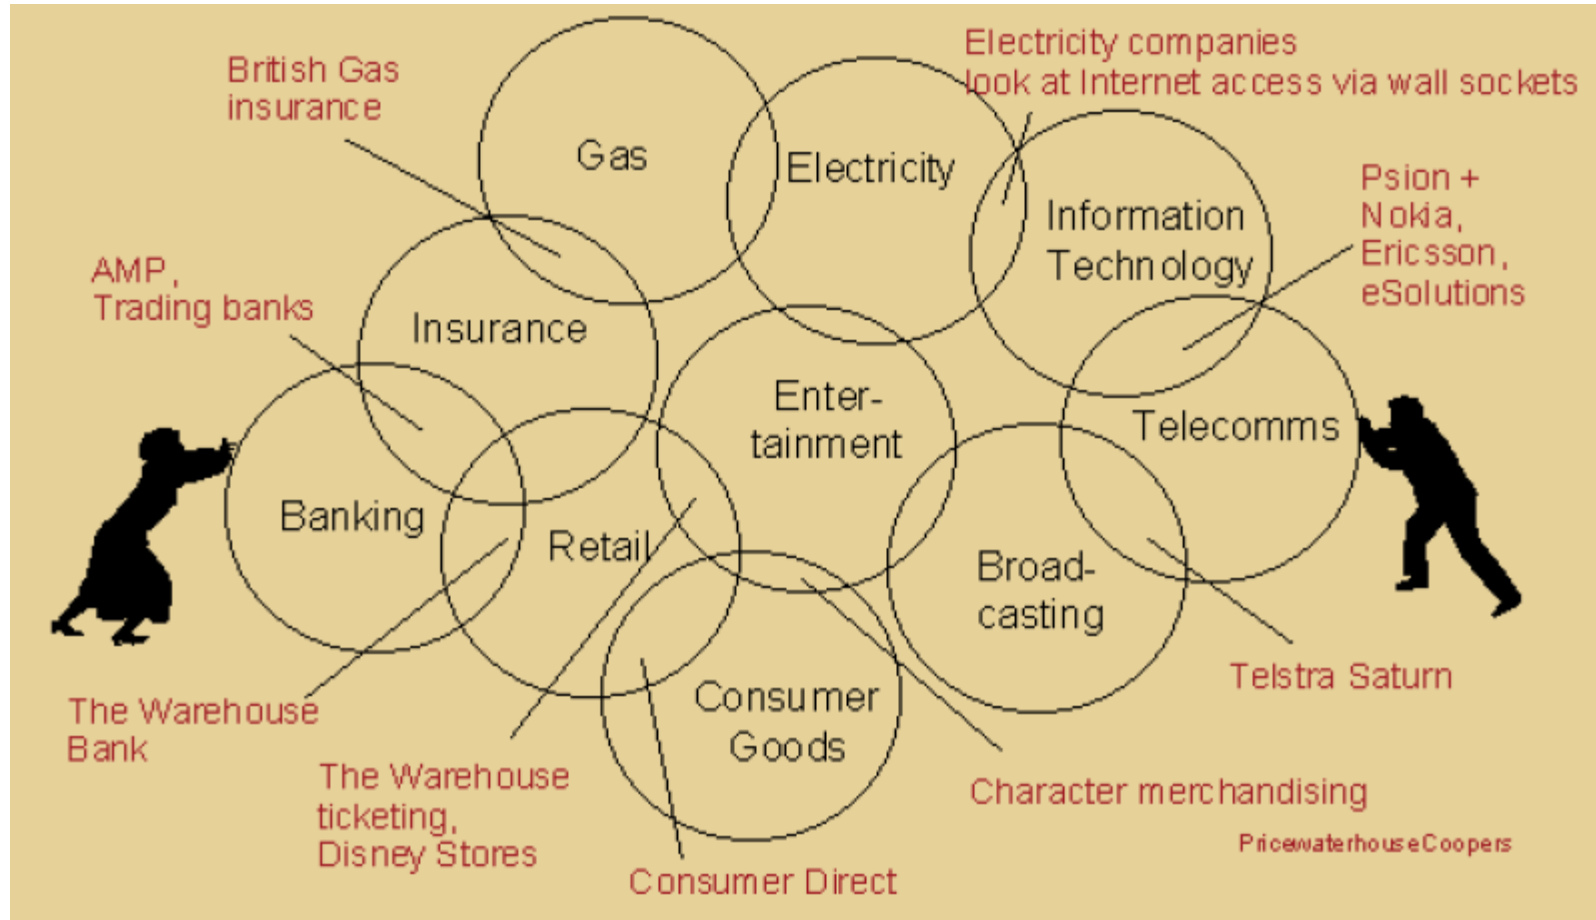 Electricity companies
look at Internet access via wall sockets
British Gas
insurance
Gas
Electricity
Psion +
Nokia,
Ericsson,
eSolutions
Information
Technology
AMP,
Trading banks
Insurance
Enter-
tainment
Telecomms
Banking
Retail
Broad-
casting
Telstra Saturn
The Warehouse
Bank
Consumer
Goods
The Warehouse
ticketing,
Disney Stores
Character merchandising
PricewaterhouseCoopers
Consumer Direct